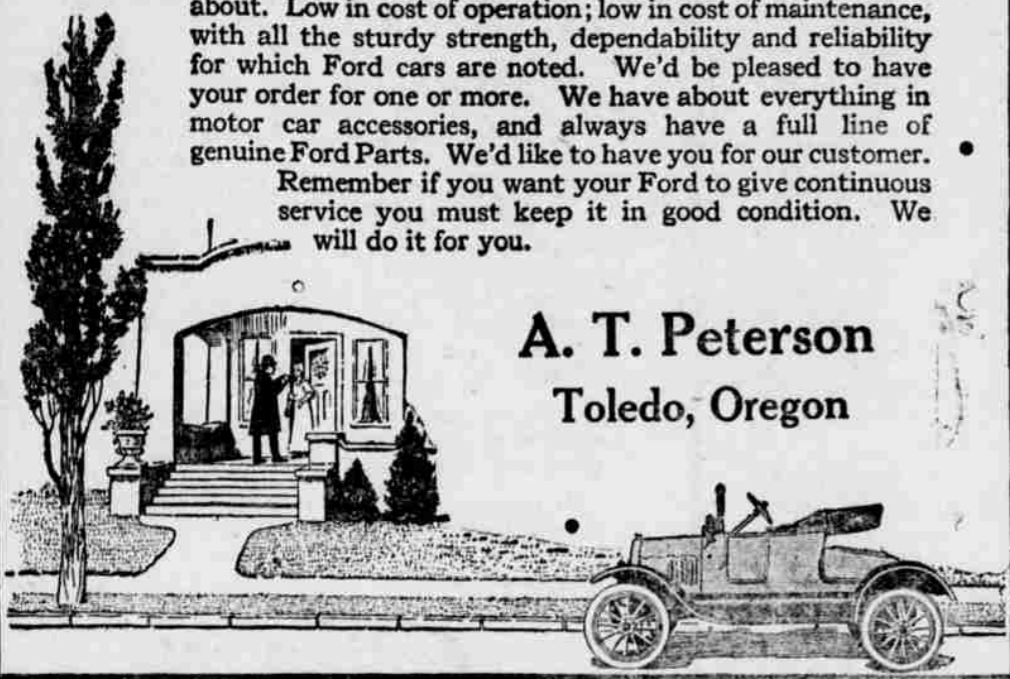 about. Low in cost of operation; low in cost of maintenance,
with all the sturdy strength, dependability and reliability
for which Ford cars are noted. We'd be pleased to have
your order for one or more. We have about everything in
motor car accessories, and always have a full line of
genuine Ford Parts. We'd like to have you for our customer.
Remember if you want your Ford to give continuous
service you must keep it in good condition. We
will do it for you.
A. T. Peterson
Toledo, Oregon